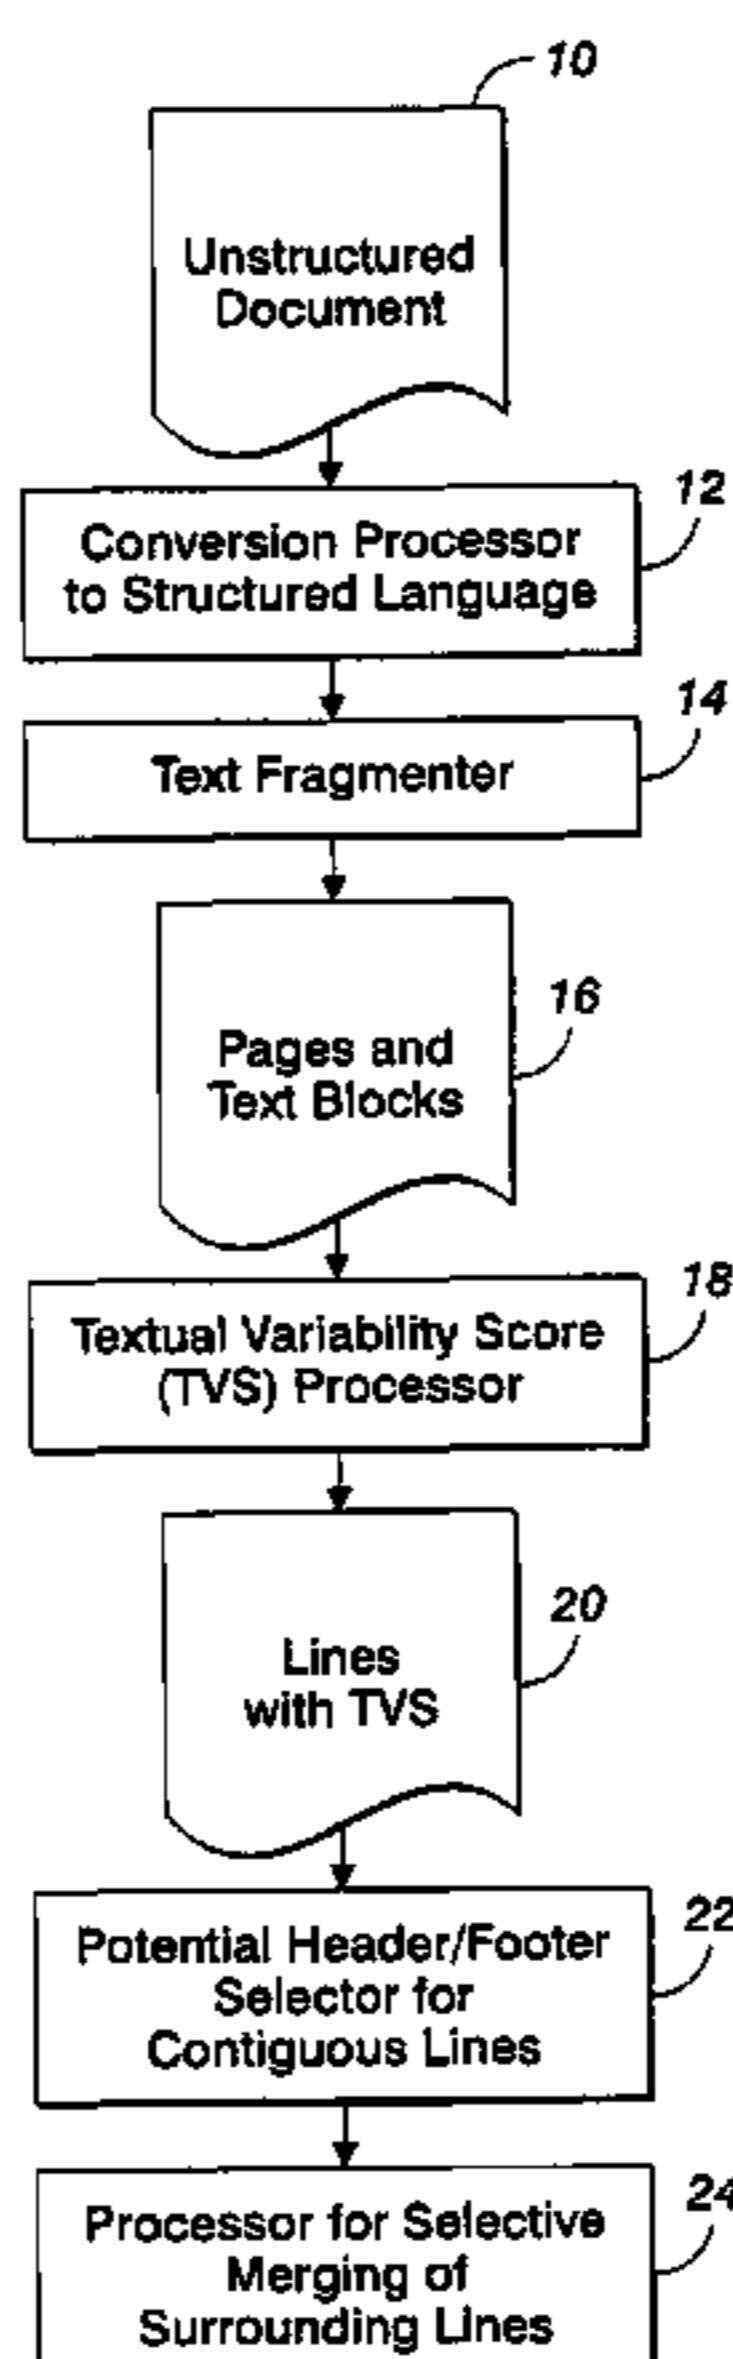 10
Unstructured
Document
12
Conversion Processor
to Structured Language
14
Text Fragmenter
16
Pages and
Text Blocks
18
Textual Variability Score
(TVS) Processor
20
Lines
with TVS
22
Potential Header/Footer
Selector for
Contiguous Lines
24
Processor for Selective
Merging of
Surrounding Lines